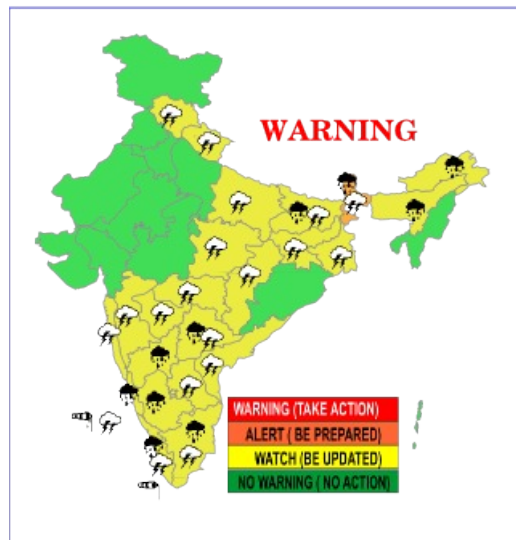 WARNING
WARNING (TAKE ACTION)
ALERT ( BE PREPARED)
WATCH (BE UPDATED)
NO WARNING ( NO ACTION)